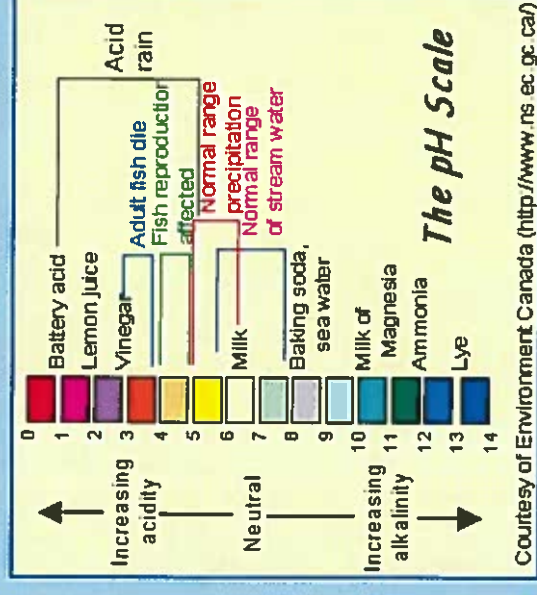 Acid
rain
Battery acid
Lemon juice
Vinegar
Adult fish die
Fish reproduction
affected
Normal range
precipitation
Normal range
of stream water
Milk
Baking soda,
sea water
Milk of
Magnesia
Ammonia
Lye
0
1
2
3
4
5
6
7
8
9
10
11
12
13
14
Increasing
acidity
Neutral
Increasing
alkalinity
The pH Scale
Courtesy of Environment Canada (http://www.ns.ec.gc.ca/)